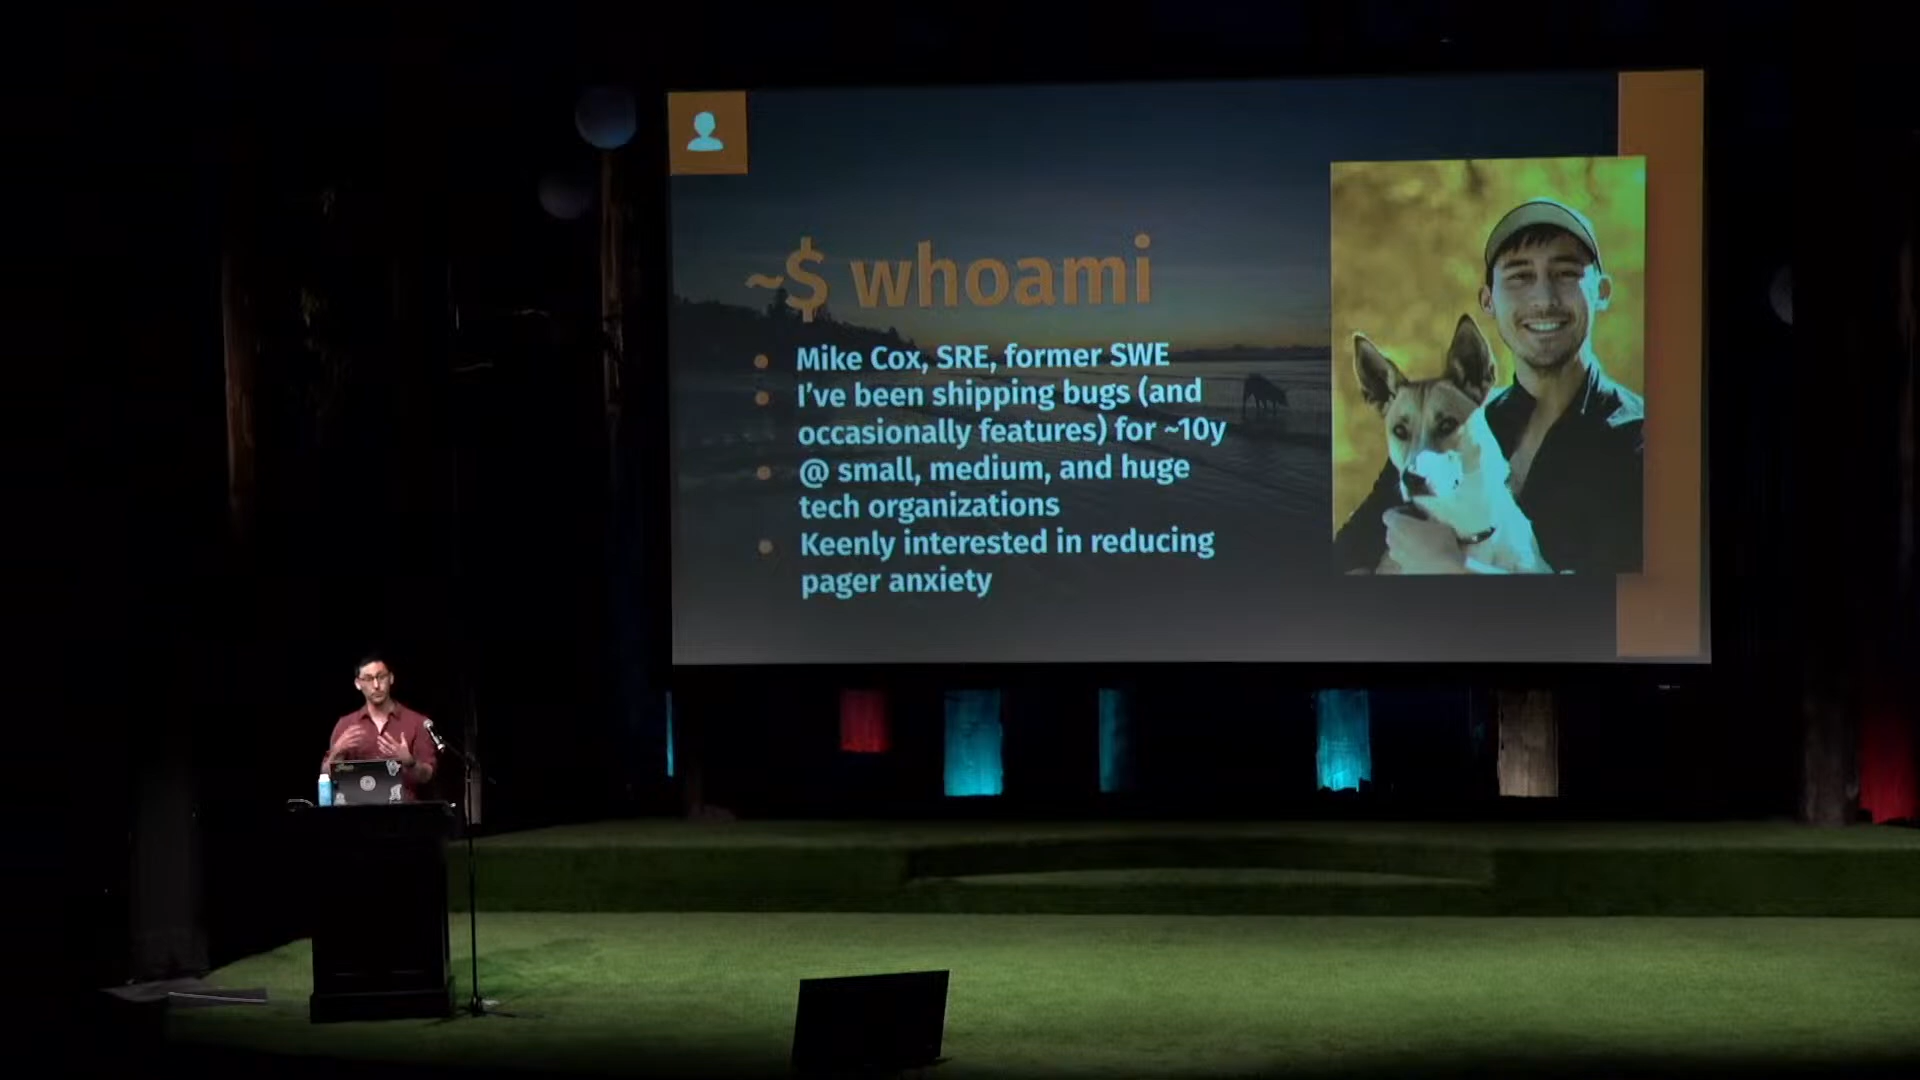 ~$ whoami
Mike Cox, SRE, former SWE
I've been shipping bugs (and
occasionally features) for ~10y
@ small, medium, and huge
tech organizations
Keenly interested in reducing
pager anxiety